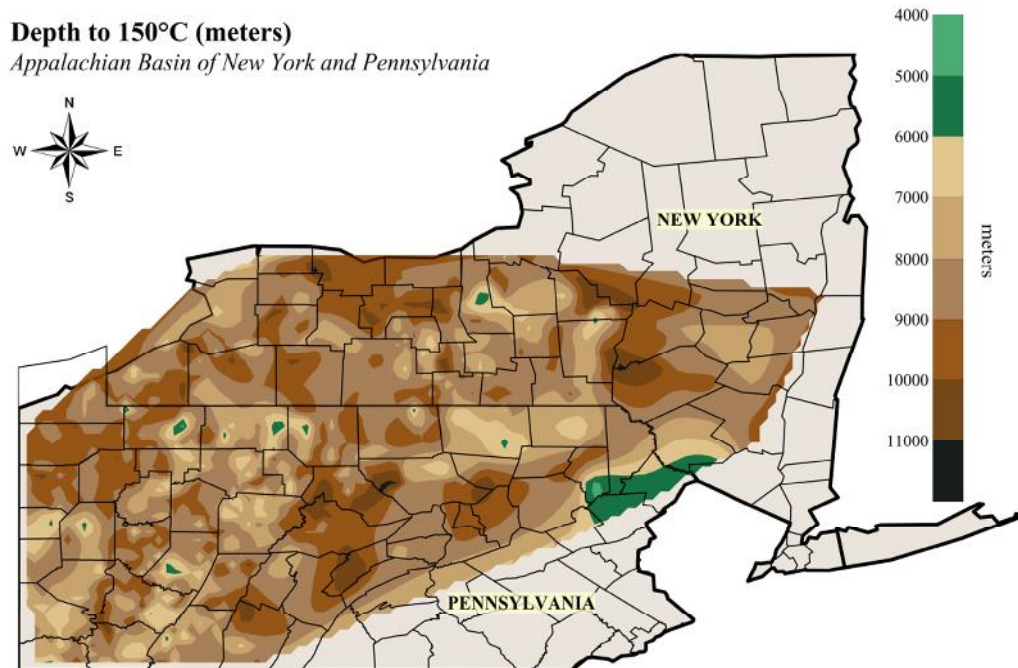 Depth to 150°C (meters)
Appalachian Basin of New York and Pennsylvania
N
W E
S
NEW YORK
PENNSYLVANIA
4000
5000
6000
7000
8000
9000
10000
11000
meters